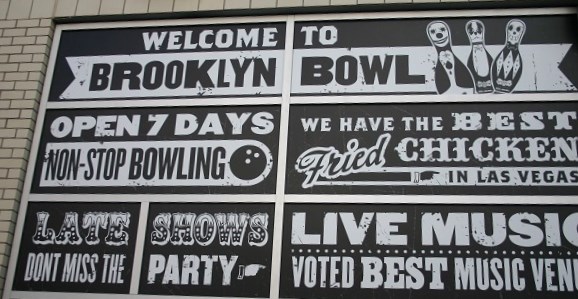 WELCOME TO
BROOKLYN BOWL
OPEN 7 DAYS
NON-STOP BOWLING
WE HAVE THE BEST
Fried CHICKEN
IN LAS VEGAS
LATE SHOWS
DONT MISS THE PARTY
LIVE MUSIC
VOTED BEST MUSIC VEN